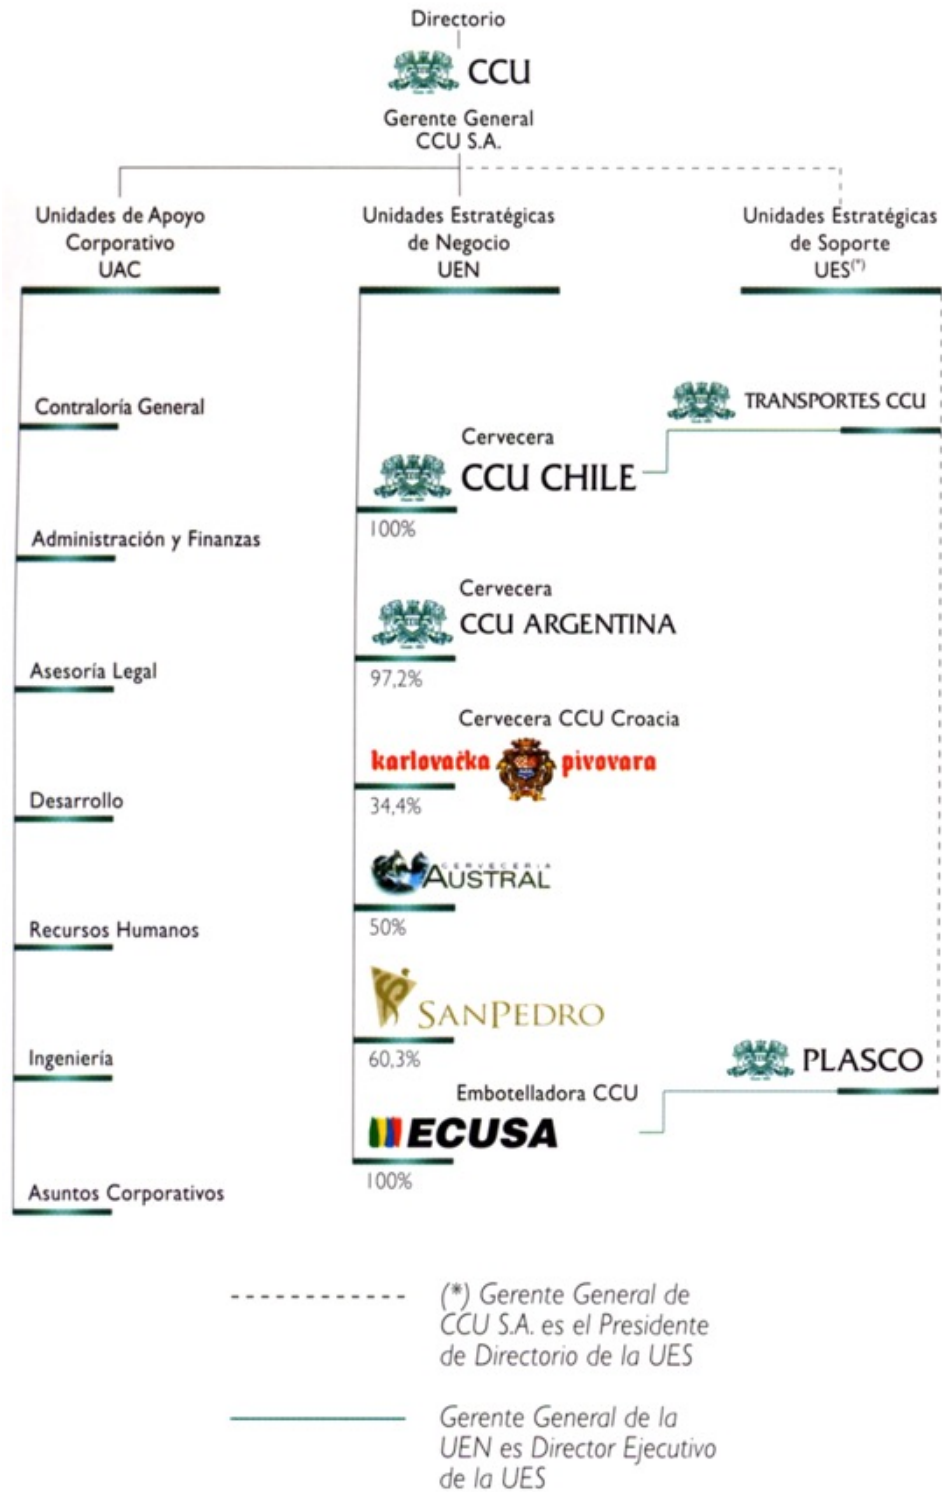 Directorio
CCU
Gerente General
CCU S.A.
Unidades de Apoyo
Corporativo
UAC
Contraloría General
Administración y Finanzas
Asesoría Legal
Desarrollo
Recursos Humanos
Ingeniería
Asuntos Corporativos
Unidades Estratégicas
de Negocio
UEN
Cervecera
CCU CHILE
100%
Cervecera
CCU ARGENTINA
97,2%
Cervecera CCU Croacia
karlovačka pivovara
34,4%
CERVECERIA
AUSTRAL
50%
SANPEDRO
60,3%
Embotelladora CCU
ECUSA
100%
Unidades Estratégicas
de Soporte
UES(*)
TRANSPORTES CCU
PLASCO
(*) Gerente General de
CCU S.A. es el Presidente
de Directorio de la UES
Gerente General de la
UEN es Director Ejecutivo
de la UES